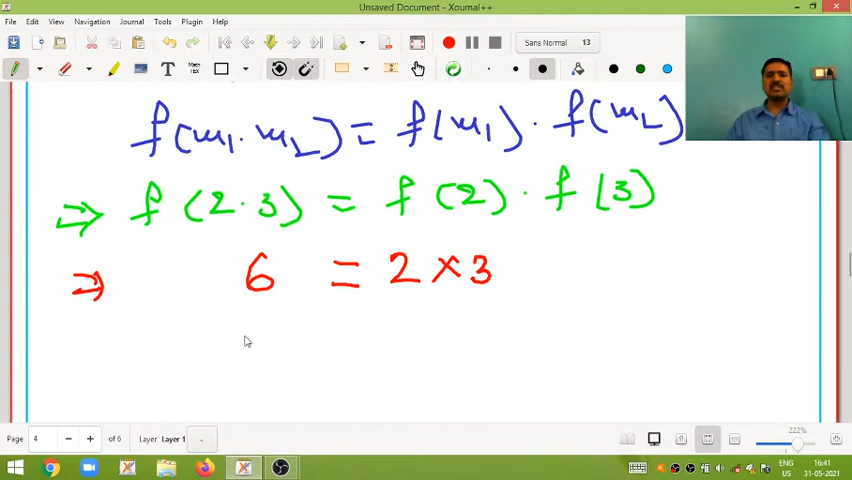 Unsaved Document - Xournal++
File Edit View Navigation Journal Tools Plugin Help
Sans Normal 13
Math TEX
f(m₁.m₂) = f(m₁) . f(m₂)
⇒ f(2.3) = f(2) . f(3)
⇒ 6 = 2 × 3
Page 4 of 6 Layer Layer 1 222%
ENG 16:41
US 31-05-2021